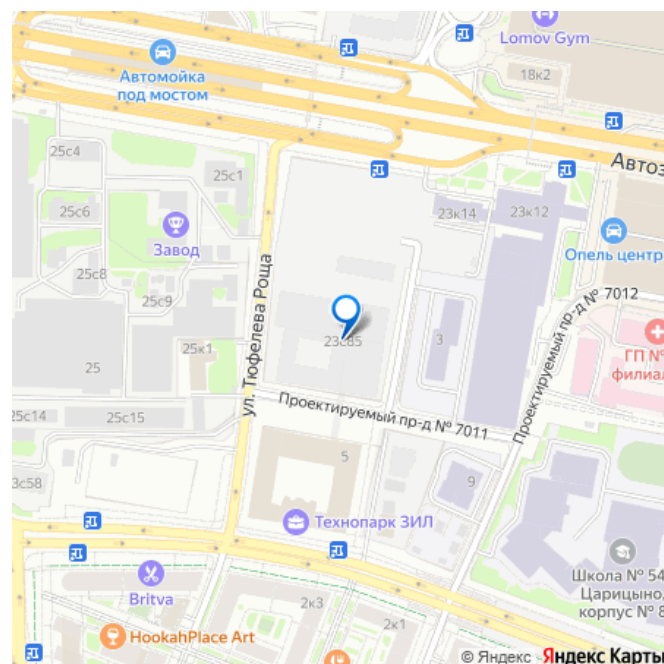 Lomov Gym
Автомойка
под мостом
18к2
Автоз
25с4
25с1
23к14
23к12
25с6
Завод
Опель центр
25с8
25с9
ул. Тюфелева Роща
Проектируемый пр-д № 7012
23с85
3
ГП №
филиал
25к1
25
Проектируемый пр-д № 7011
25с14
25с15
5
9
3с58
Технопарк ЗИЛ
Школа № 54
Царицыно,
корпус № 8
Britva
2к3
2к1
HookahPlace Art
© Яндекс Яндекс Карты